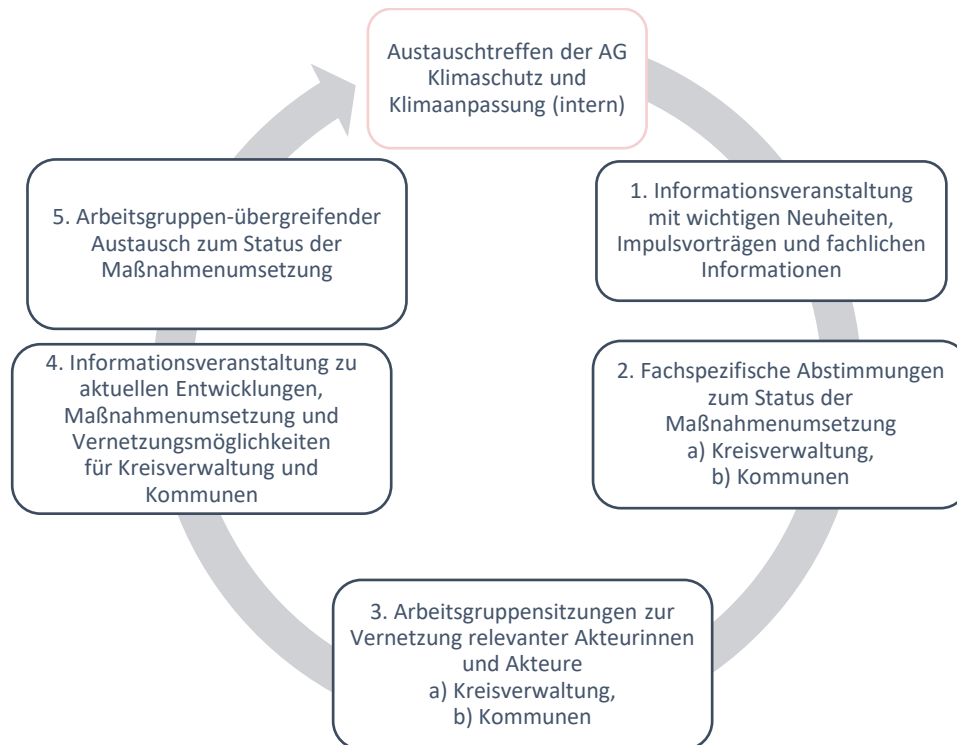 Austauschtreffen der AG
Klimaschutz und
Klimaanpassung (intern)
1. Informationsveranstaltung
mit wichtigen Neuheiten,
Impulsvorträgen und fachlichen
Informationen
2. Fachspezifische Abstimmungen
zum Status der
Maßnahmenumsetzung
a) Kreisverwaltung,
b) Kommunen
3. Arbeitsgruppensitzungen zur
Vernetzung relevanter Akteurinnen
und Akteure
a) Kreisverwaltung,
b) Kommunen
4. Informationsveranstaltung zu
aktuellen Entwicklungen,
Maßnahmenumsetzung und
Vernetzungsmöglichkeiten
für Kreisverwaltung und
Kommunen
5. Arbeitsgruppen-übergreifender
Austausch zum Status der
Maßnahmenumsetzung